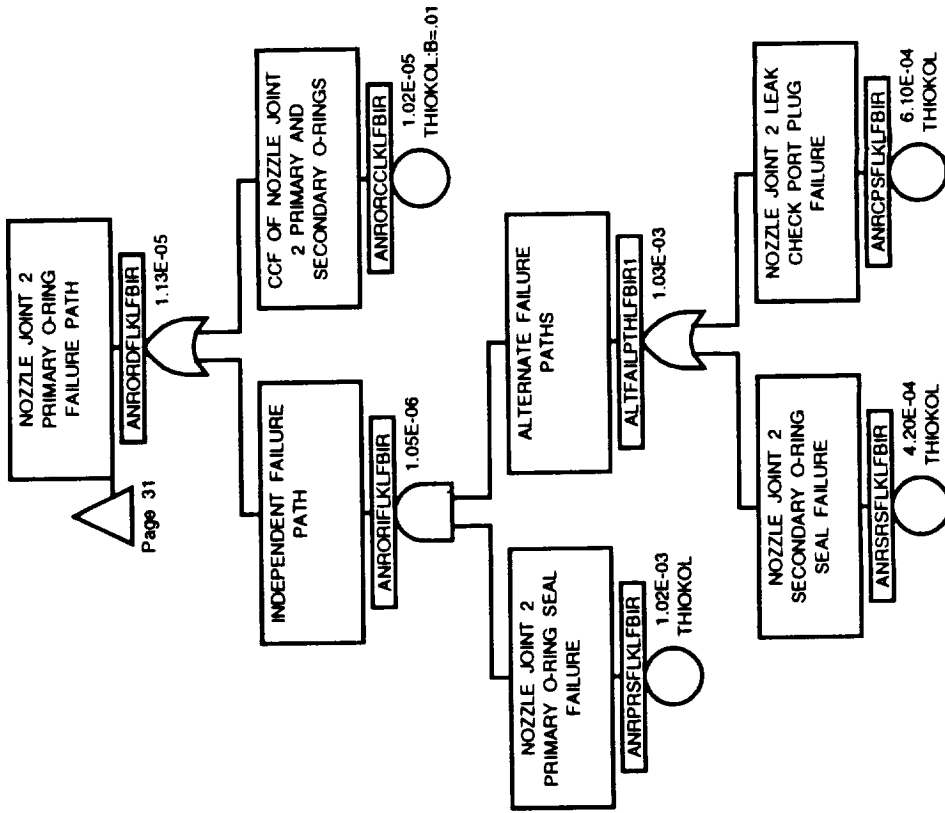 NOZZLE JOINT 2
PRIMARY O-RING
FAILURE PATH
Page 31
ANRORDFLKLFBIR
1.13E-05
INDEPENDENT FAILURE
PATH
ANRORIFLKLFBIR
1.05E-06
CCF OF NOZZLE JOINT
2 PRIMARY AND
SECONDARY O-RINGS
ANRORCCLKLFBIR
1.02E-05
THIOKOL:B=.01
NOZZLE JOINT 2
PRIMARY O-RING SEAL
FAILURE
ANRPRSFLKLFBIR
1.02E-03
THIOKOL
ALTERNATE FAILURE
PATHS
ALTFAILPTHLFBIR1
1.03E-03
NOZZLE JOINT 2
SECONDARY O-RING
SEAL FAILURE
ANRSRSFLKLFBIR
4.20E-04
THIOKOL
NOZZLE JOINT 2 LEAK
CHECK PORT PLUG
FAILURE
ANRCPSFLKLFBIR
6.10E-04
THIOKOL